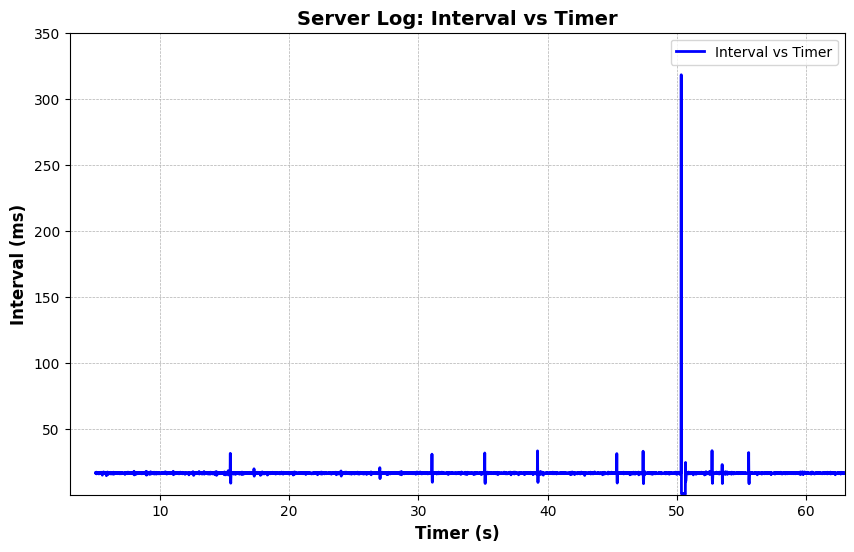 Server Log: Interval vs Timer
Interval vs Timer
350
300
250
200
150
100
50
Interval (ms)
10 20 30 40 50 60
Timer (s)